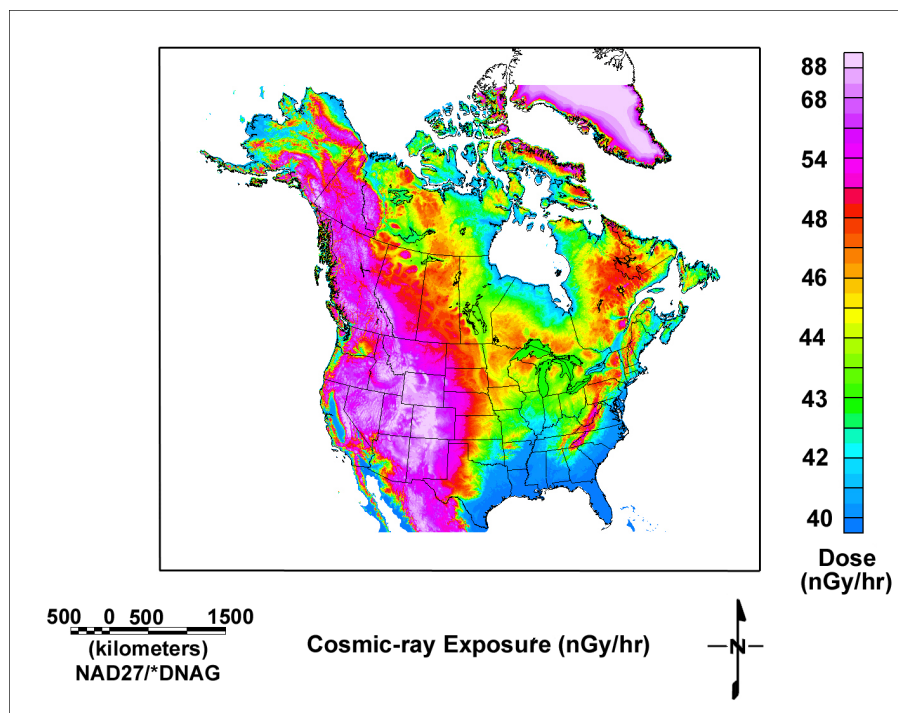 88
68
54
48
46
44
43
42
40
Dose
(nGy/hr)
500 0 500 1500
(kilometers)
NAD27/*DNAG
Cosmic-ray Exposure (nGy/hr)
N